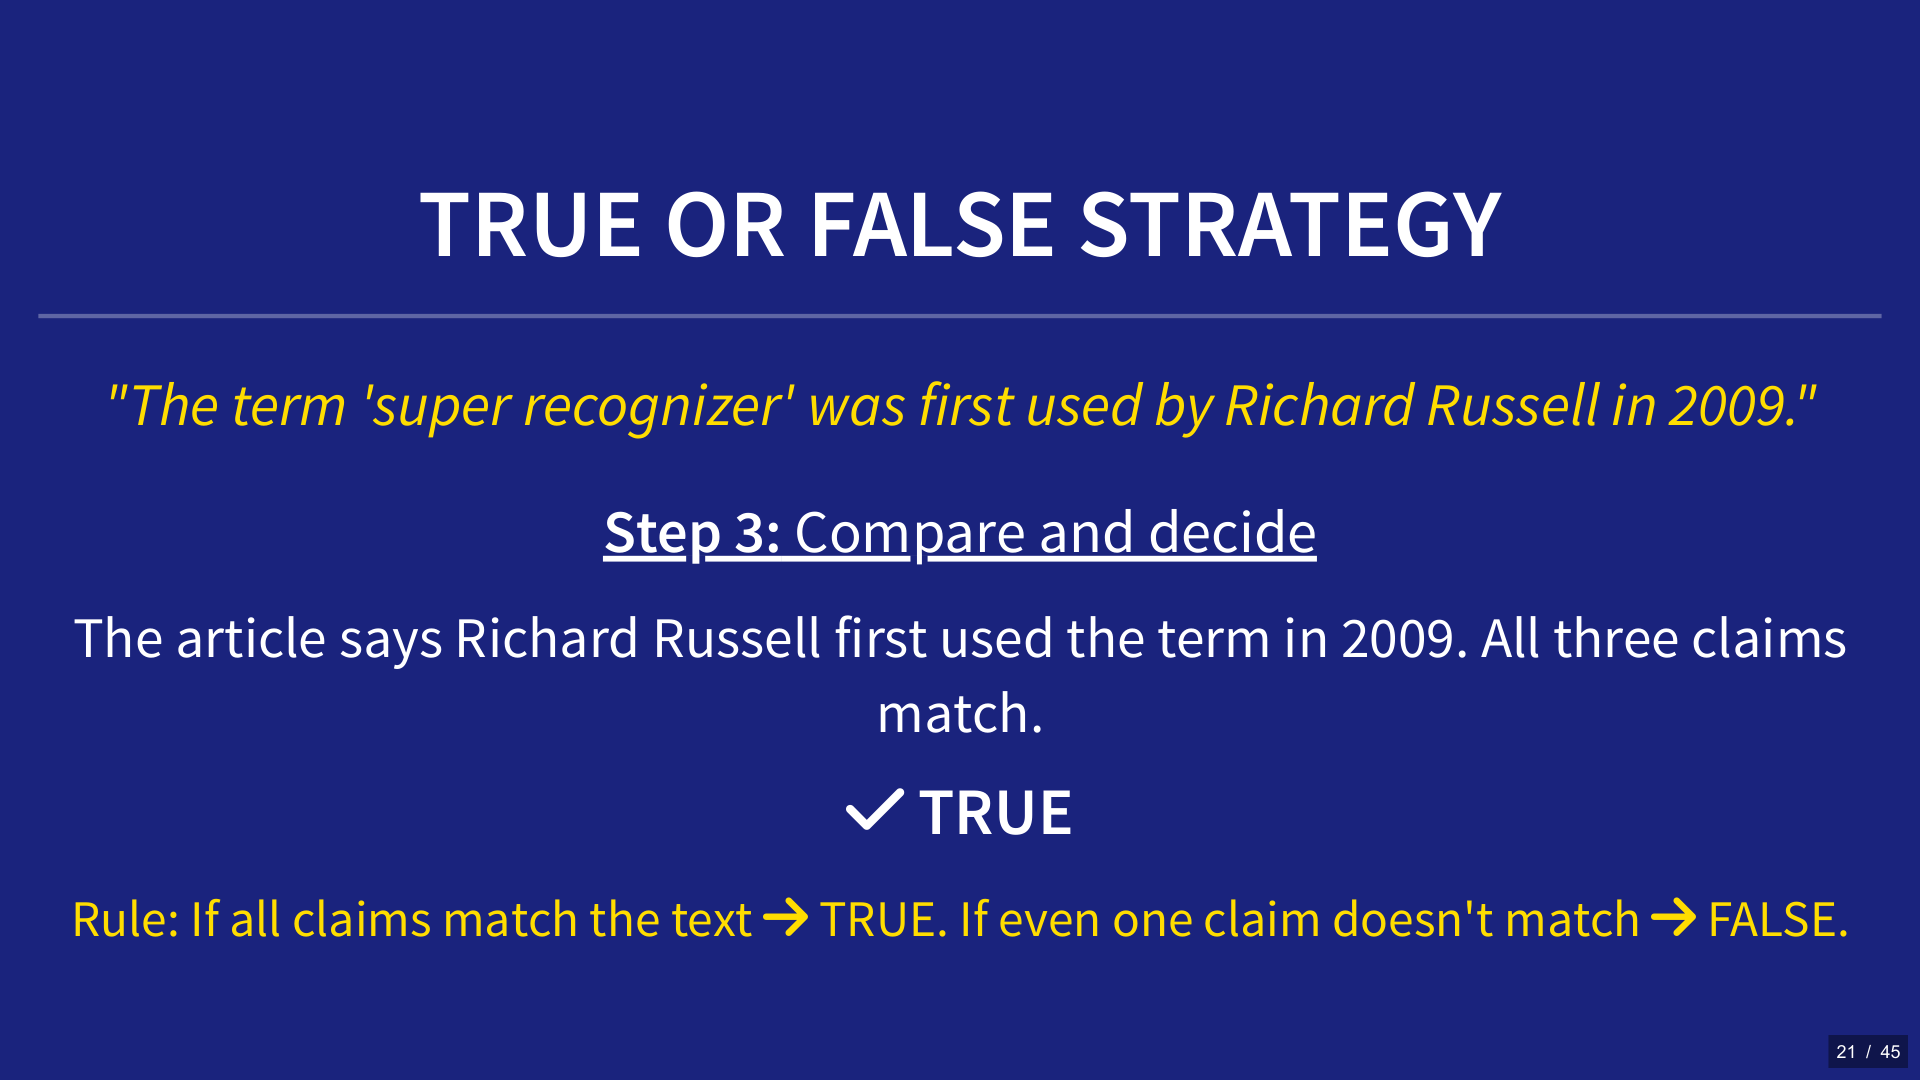 TRUE OR FALSE STRATEGY
"The term 'super recognizer' was first used by Richard Russell in 2009."
Step 3: Compare and decide
The article says Richard Russell first used the term in 2009. All three claims
match.
✓ TRUE
Rule: If all claims match the text → TRUE. If even one claim doesn't match → FALSE.
21 / 45